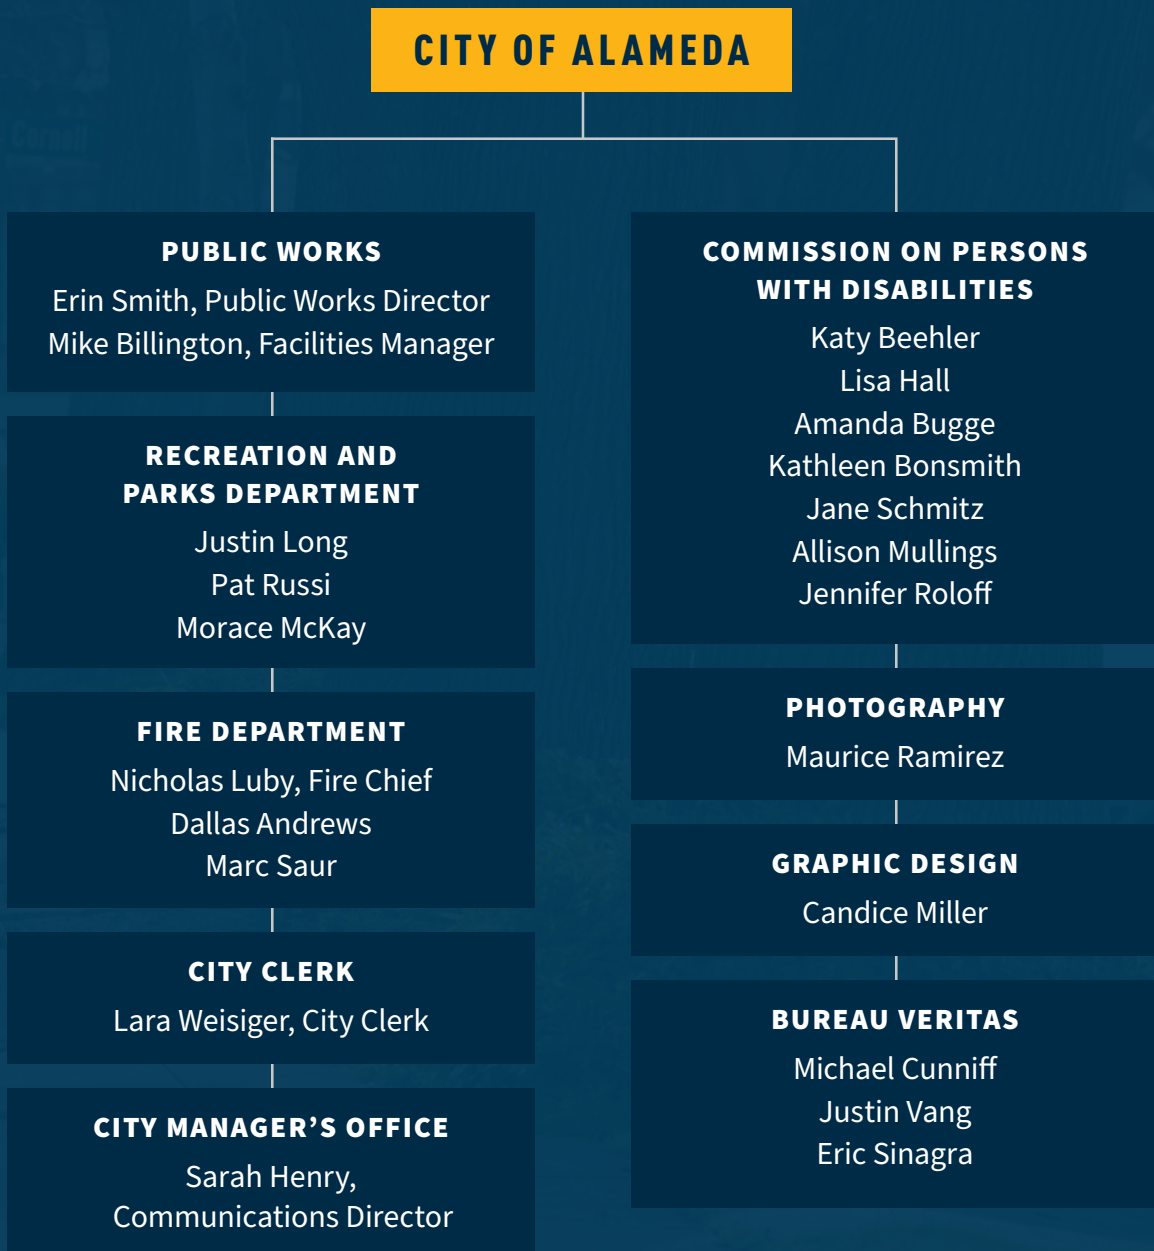 CITY OF ALAMEDA
PUBLIC WORKS
Erin Smith, Public Works Director
Mike Billington, Facilities Manager
RECREATION AND
PARKS DEPARTMENT
Justin Long
Pat Russi
Morace McKay
FIRE DEPARTMENT
Nicholas Luby, Fire Chief
Dallas Andrews
Marc Saur
CITY CLERK
Lara Weisiger, City Clerk
CITY MANAGER’S OFFICE
Sarah Henry,
Communications Director
COMMISSION ON PERSONS
WITH DISABILITIES
Katy Beehler
Lisa Hall
Amanda Bugge
Kathleen Bonsmith
Jane Schmitz
Allison Mullings
Jennifer Roloff
PHOTOGRAPHY
Maurice Ramirez
GRAPHIC DESIGN
Candice Miller
BUREAU VERITAS
Michael Cunniff
Justin Vang
Eric Sinagra